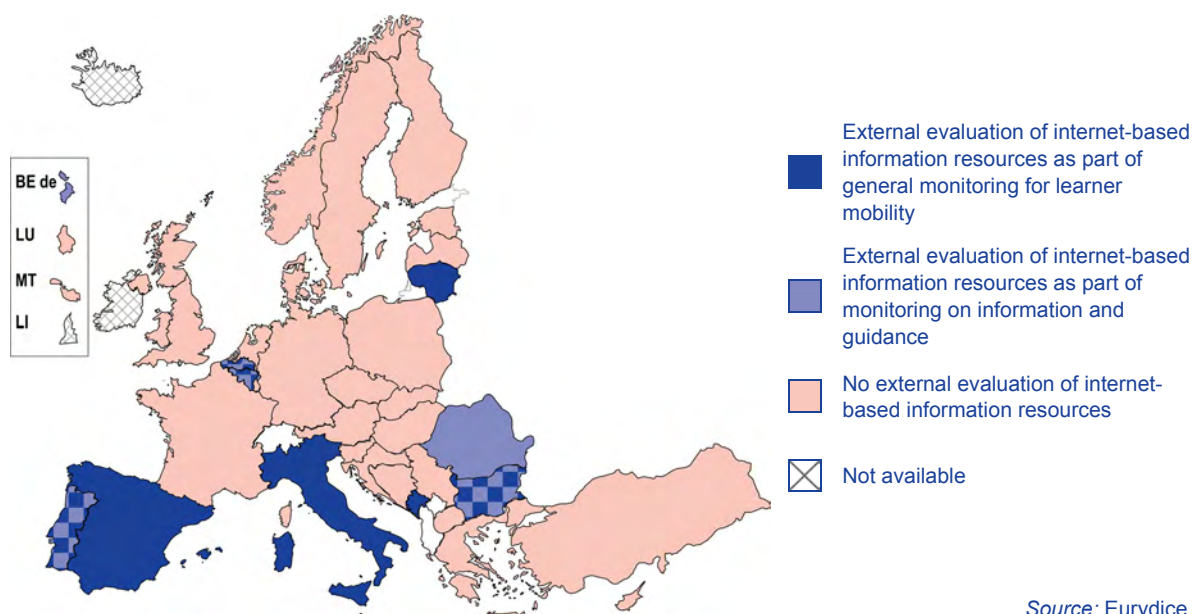 BE de
LU
MT
LI
External evaluation of internet-based
information resources as part of
general monitoring for learner
mobility
External evaluation of internet-based
information resources as part of
monitoring on information and
guidance
No external evaluation of internet-
based information resources
Not available
Source: Eurydice.